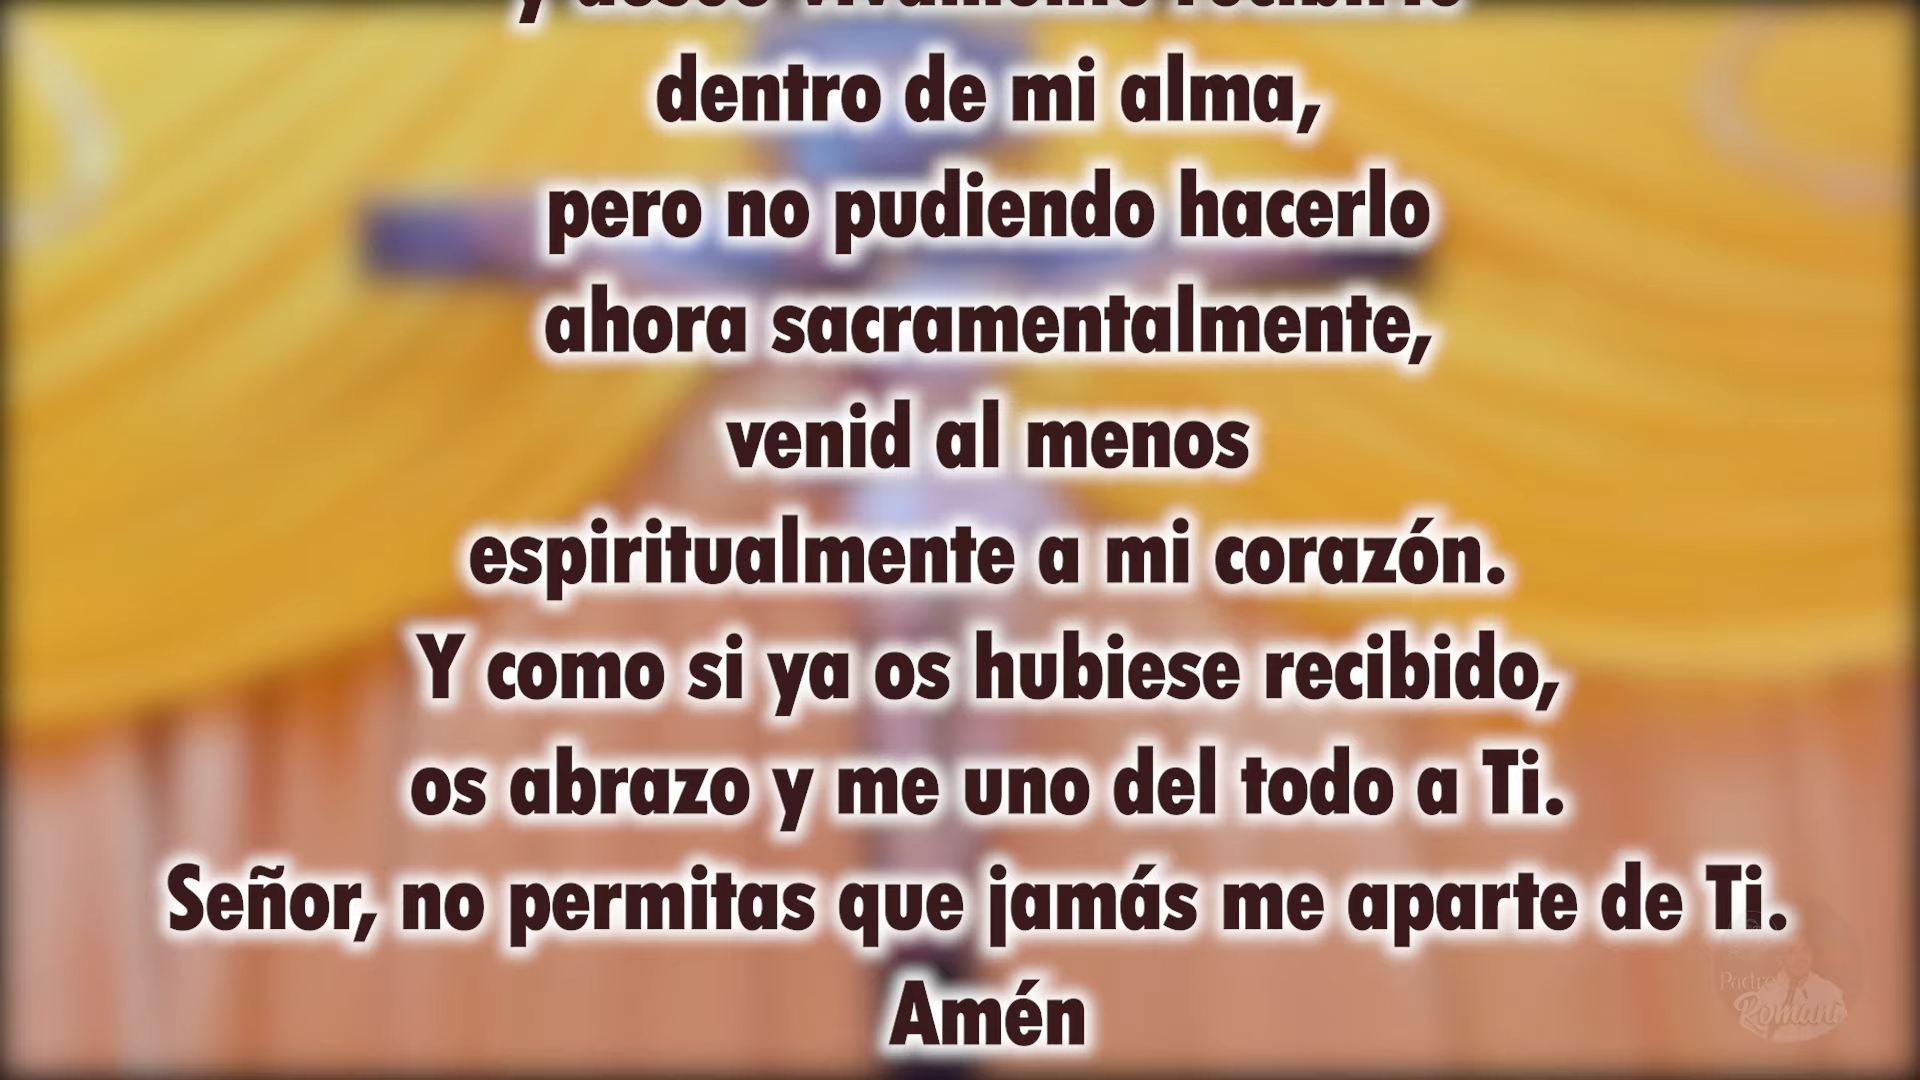 y deseo vivamente recibirte
dentro de mi alma,
pero no pudiendo hacerlo
ahora sacramentalmente,
venid al menos
espiritualmente a mi corazón.
Y como si ya os hubiese recibido,
os abrazo y me uno del todo a Ti.
Señor, no permitas que jamás me aparte de Ti.
Amén
Padre
Romani